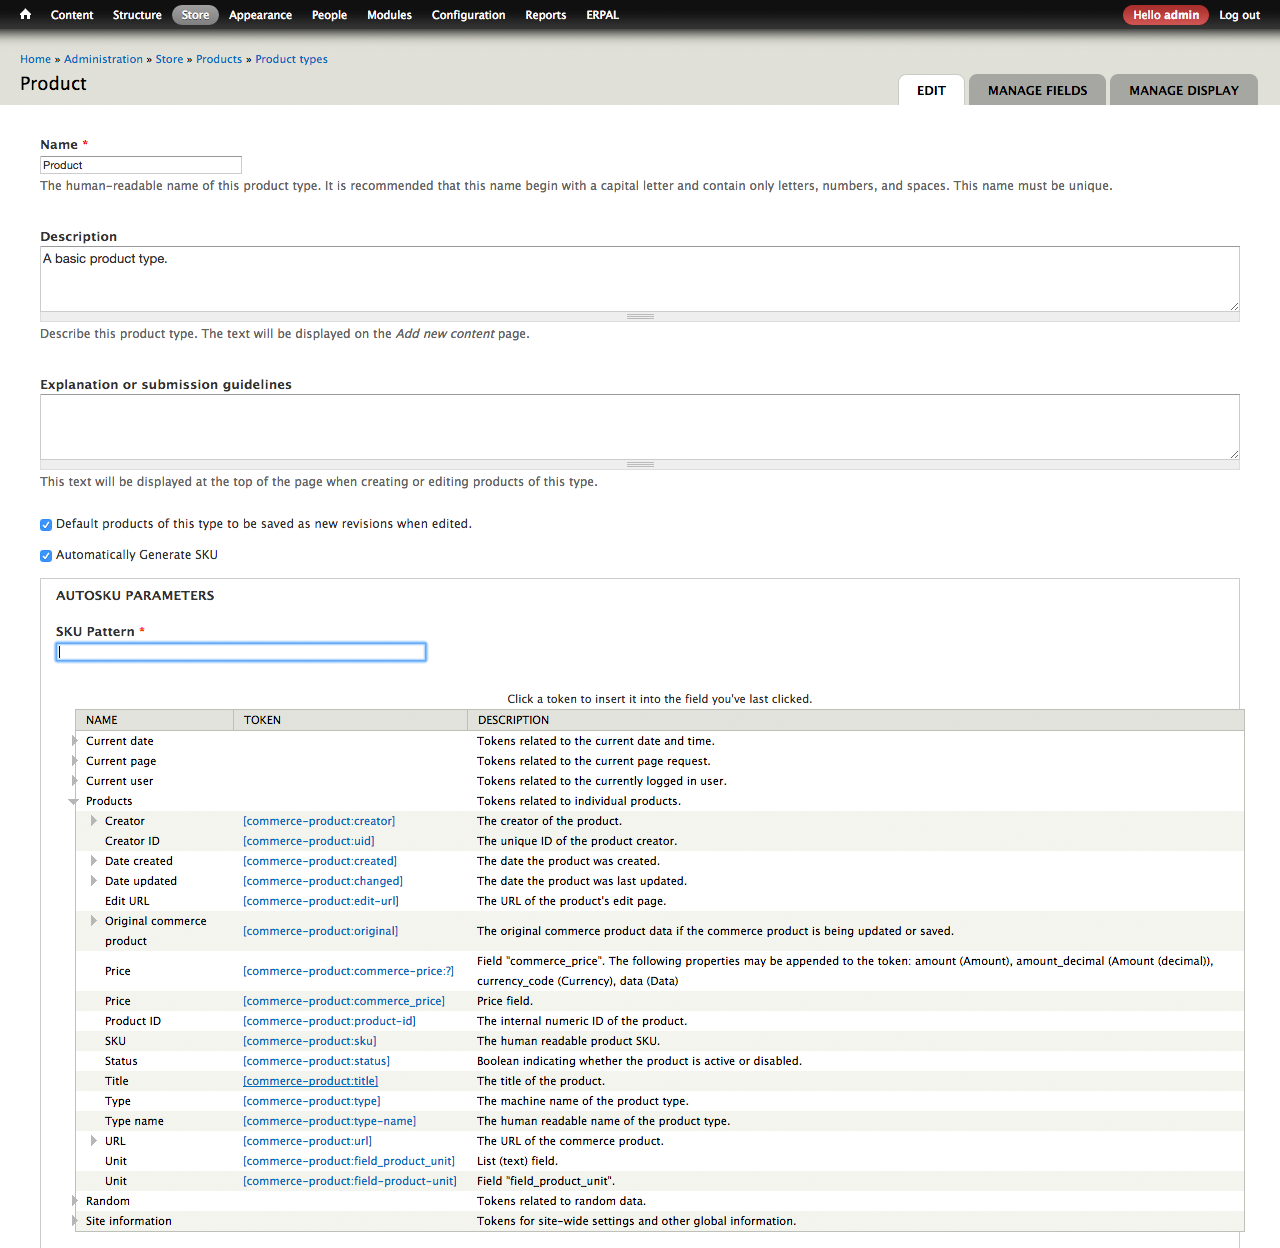 Content Structure Store Appearance People Modules Configuration Reports ERPAL Hello admin Log out
Home » Administration » Store » Products » Product types
Product
EDIT MANAGE FIELDS MANAGE DISPLAY
Name *
Product
The human-readable name of this product type. It is recommended that this name begin with a capital letter and contain only letters, numbers, and spaces. This name must be unique.
Description
A basic product type.
Describe this product type. The text will be displayed on the Add new content page.
Explanation or submission guidelines
This text will be displayed at the top of the page when creating or editing products of this type.
Default products of this type to be saved as new revisions when edited.
Automatically Generate SKU
AUTOSKU PARAMETERS
SKU Pattern *
Click a token to insert it into the field you've last clicked.
NAME TOKEN DESCRIPTION
Current date Tokens related to the current date and time.
Current page Tokens related to the current page request.
Current user Tokens related to the currently logged in user.
Products Tokens related to individual products.
Creator [commerce-product:creator] The creator of the product.
Creator ID [commerce-product:uid] The unique ID of the product creator.
Date created [commerce-product:created] The date the product was created.
Date updated [commerce-product:changed] The date the product was last updated.
Edit URL [commerce-product:edit-url] The URL of the product's edit page.
Original commerce
product [commerce-product:original] The original commerce product data if the commerce product is being updated or saved.
Price [commerce-product:commerce-price:?] Field "commerce_price". The following properties may be appended to the token: amount (Amount), amount_decimal (Amount (decimal)),
currency_code (Currency), data (Data)
Price [commerce-product:commerce_price] Price field.
Product ID [commerce-product:product-id] The internal numeric ID of the product.
SKU [commerce-product:sku] The human readable product SKU.
Status [commerce-product:status] Boolean indicating whether the product is active or disabled.
Title [commerce-product:title] The title of the product.
Type [commerce-product:type] The machine name of the product type.
Type name [commerce-product:type-name] The human readable name of the product type.
URL [commerce-product:url] The URL of the commerce product.
Unit [commerce-product:field_product_unit] List (text) field.
Unit [commerce-product:field-product-unit] Field "field_product_unit".
Random Tokens related to random data.
Site information Tokens for site-wide settings and other global information.